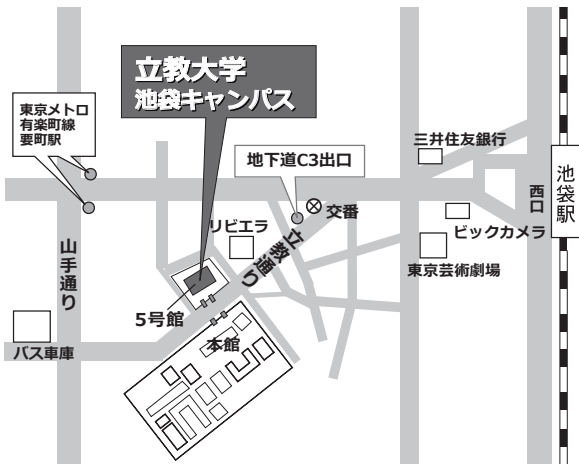 立教大学
池袋キャンパス
東京メトロ
有楽町線
要町駅
地下道C3出口
三井住友銀行
池袋駅
西口
交番
リビエラ
ビックカメラ
立教通り
山手通り
東京芸術劇場
5号館
本館
バス車庫